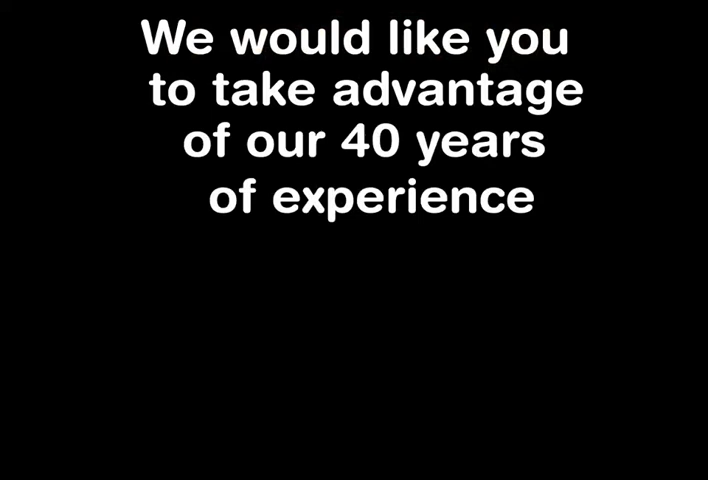 We would like you
to take advantage
of our 40 years
of experience